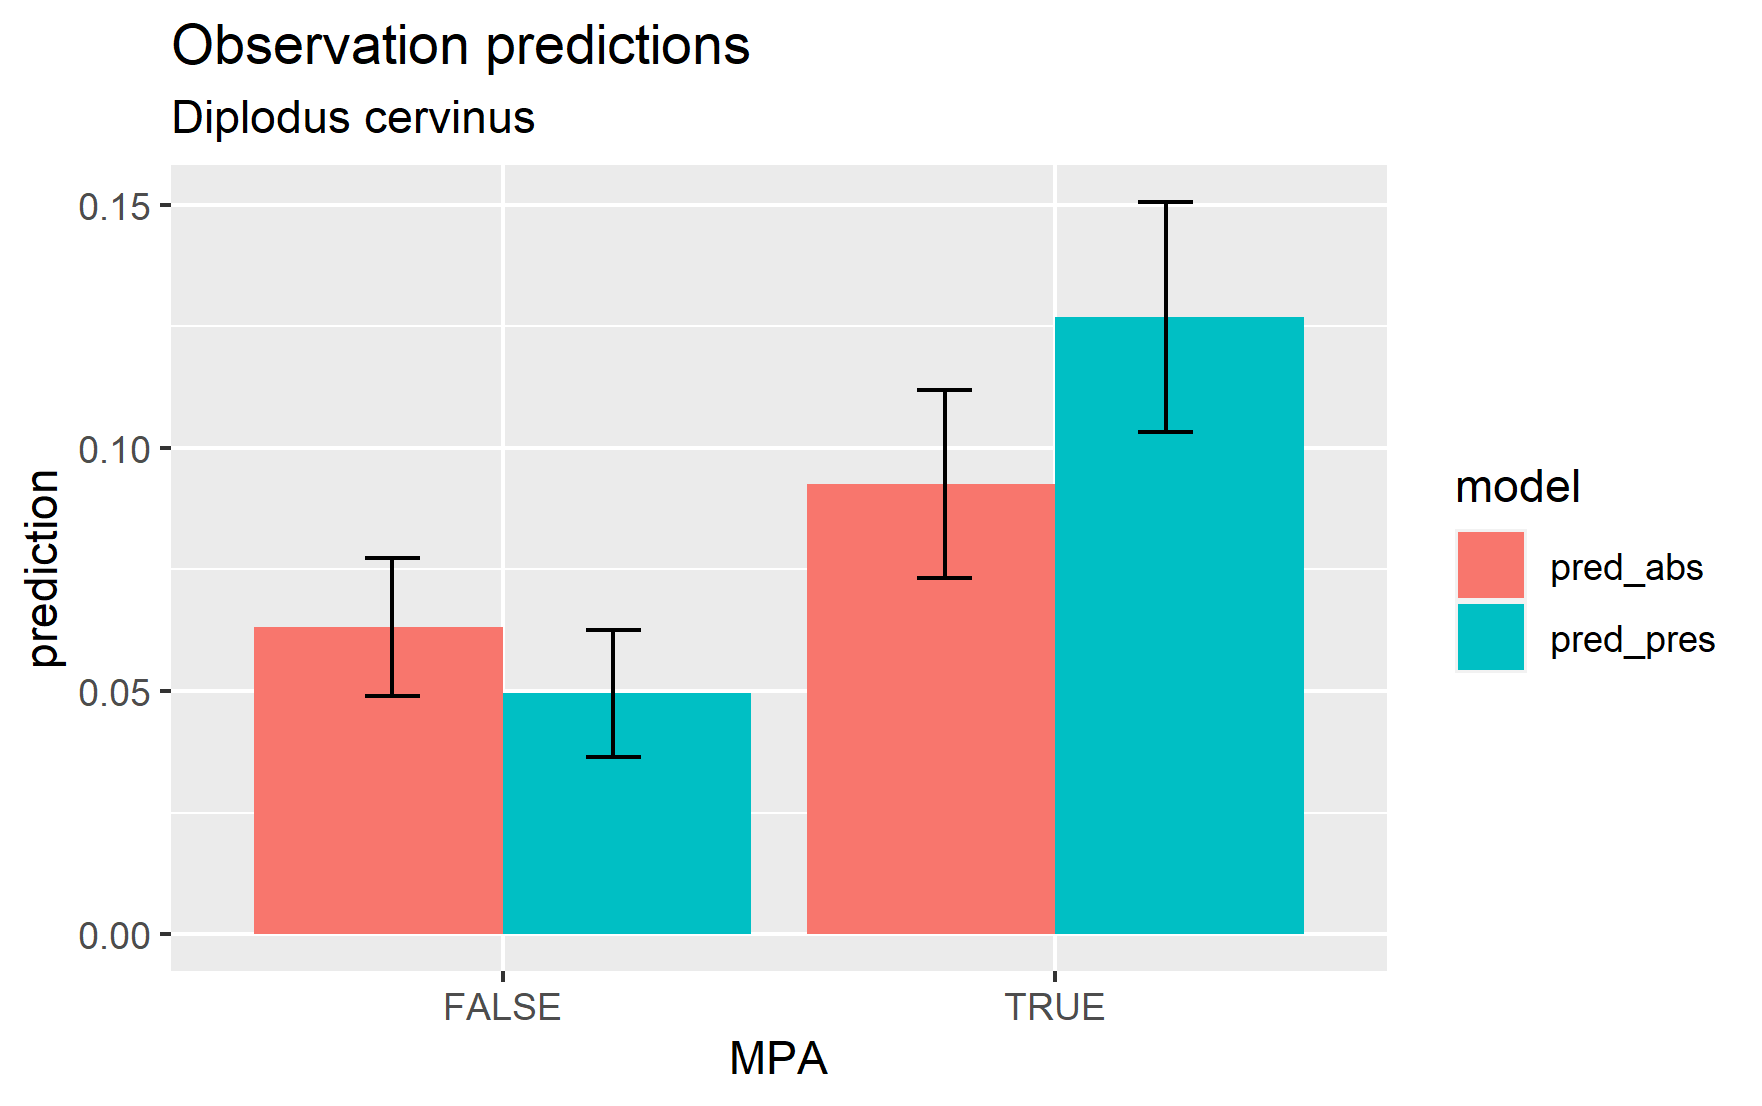 Observation predictions
Diplodus cervinus
prediction
0.15
0.10
0.05
0.00
FALSE
TRUE
MPA
model
pred_abs
pred_pres